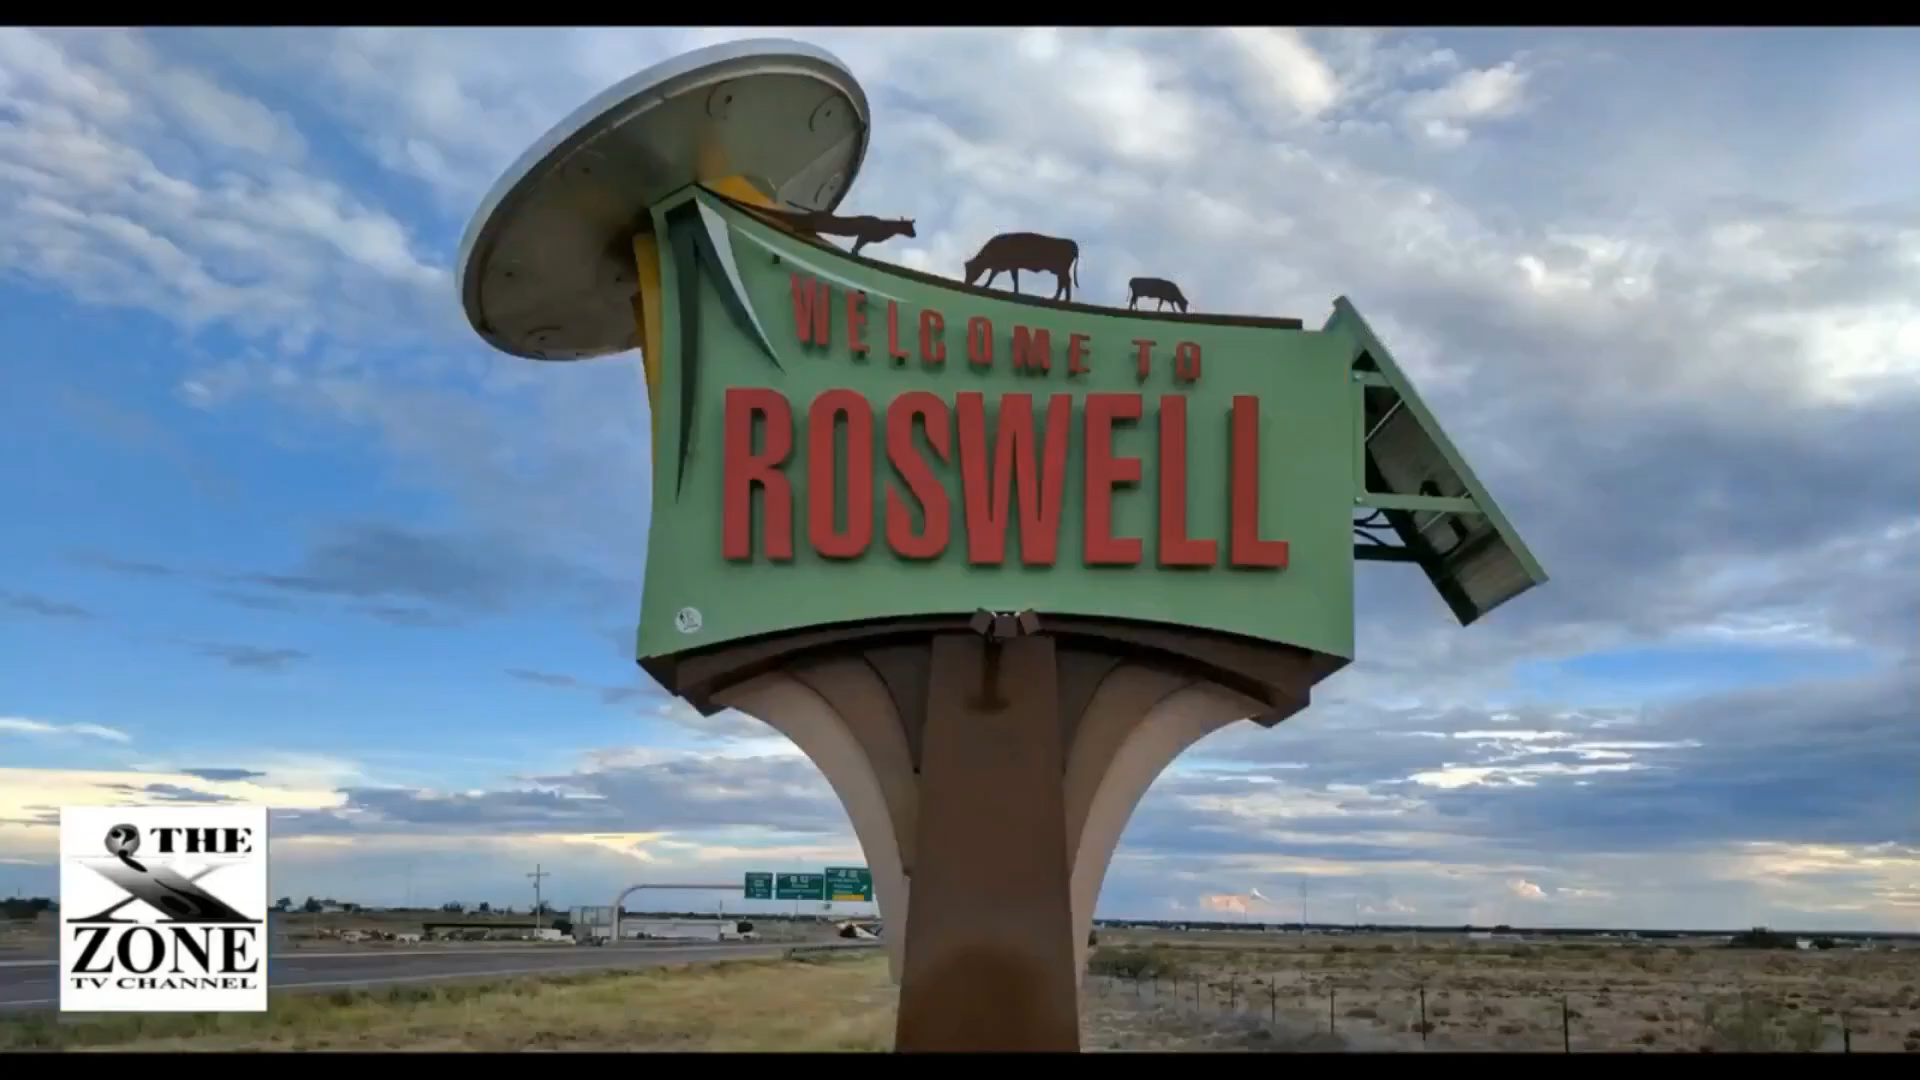 WELCOME TO
ROSWELL
THE
X
ZONE
TV CHANNEL